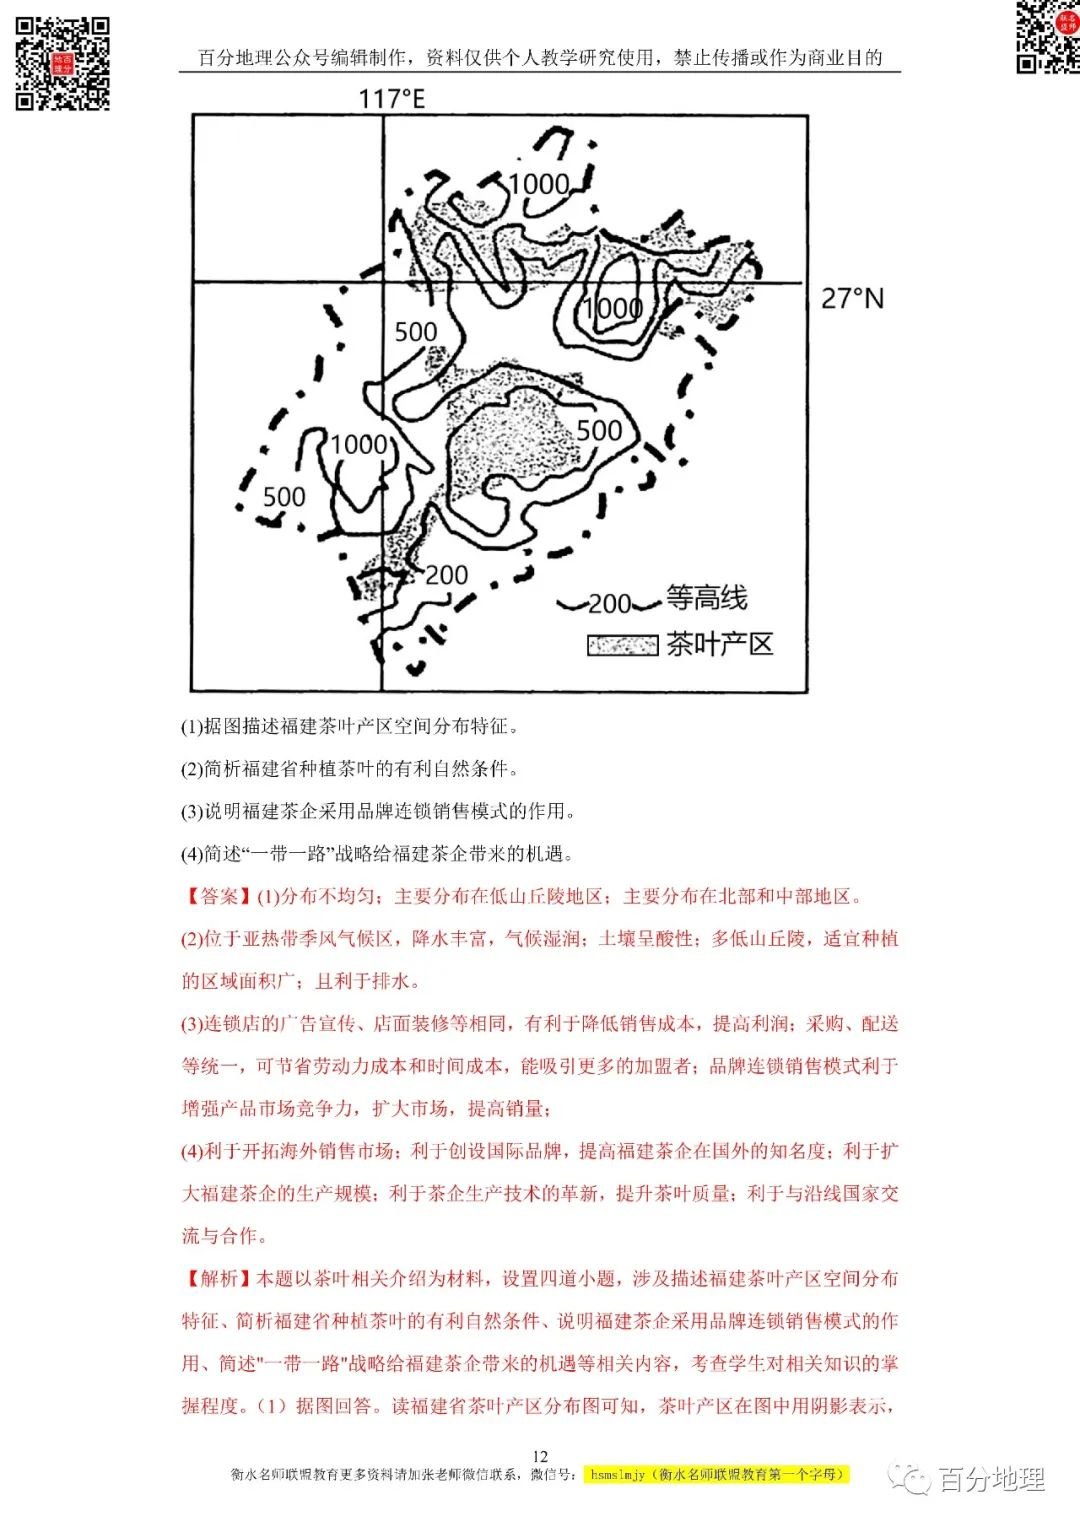 百分地理公众号编辑制作，资料仅供个人教学研究使用，禁止传播或作为商业目的
地百
理分
联名
盟师
117°E
1000
27°N
1000
500
500
1000
500
200
200 等高线
茶叶产区
(1)据图描述福建茶叶产区空间分布特征。
(2)简析福建省种植茶叶的有利自然条件。
(3)说明福建茶企采用品牌连锁销售模式的作用。
(4)简述“一带一路”战略给福建茶企带来的机遇。
【答案】(1)分布不均匀；主要分布在低山丘陵地区；主要分布在北部和中部地区。
(2)位于亚热带季风气候区，降水丰富，气候湿润；土壤呈酸性；多低山丘陵，适宜种植
的区域面积广；且利于排水。
(3)连锁店的广告宣传、店面装修等相同，有利于降低销售成本，提高利润；采购、配送
等统一，可节省劳动力成本和时间成本，能吸引更多的加盟者；品牌连锁销售模式利于
增强产品市场竞争力，扩大市场，提高销量；
(4)利于开拓海外销售市场；利于创设国际品牌，提高福建茶企在国外的知名度；利于扩
大福建茶企的生产规模；利于茶企生产技术的革新，提升茶叶质量；利于与沿线国家交
流与合作。
【解析】本题以茶叶相关介绍为材料，设置四道小题，涉及描述福建茶叶产区空间分布
特征、简析福建省种植茶叶的有利自然条件、说明福建茶企采用品牌连锁销售模式的作
用、简述"一带一路"战略给福建茶企带来的机遇等相关内容，考查学生对相关知识的掌
握程度。（1）据图回答。读福建省茶叶产区分布图可知，茶叶产区在图中用阴影表示，
12
衡水名师联盟教育更多资料请加张老师微信联系，微信号： hsmslmjy（衡水名师联盟教育第一个字母）
百分地理